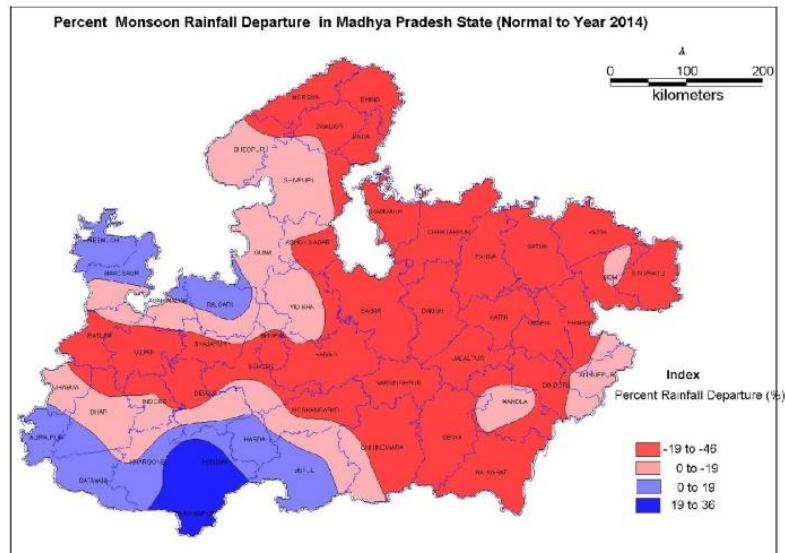 Percent Monsoon Rainfall Departure in Madhya Pradesh State (Normal to Year 2014)
0 100 200
kilometers
MORENA
BHIND
GWALIOR
DATIA
SHEOPUR
SHIVPURI
CHHATARPUR
ASHOKNAGAR
GUNA
PANNA
SATNA
REWA
SIDHI
SINGRAULI
NEEMUCH
MANDSAUR
RAJGARH
VIDISHA
SAGAR
DAMOH
KATNI
UMARIA
RATLAM
UJJAIN
SHAJAPUR
BHOPAL
SEHORE
RAISEN
JABALPUR
DINDORI
ANUPPUR
JHABUA
DHAR
INDORE
DEWAS
HOSHANGABAD
NARSINGHPUR
MANDLA
CHHINDWARA
SEONI
BALAGHAT
HARDA
BETUL
KHARGONE
BARWANI
Index
Percent Rainfall Departure (%)
-19 to -46
0 to -19
0 to 19
19 to 36